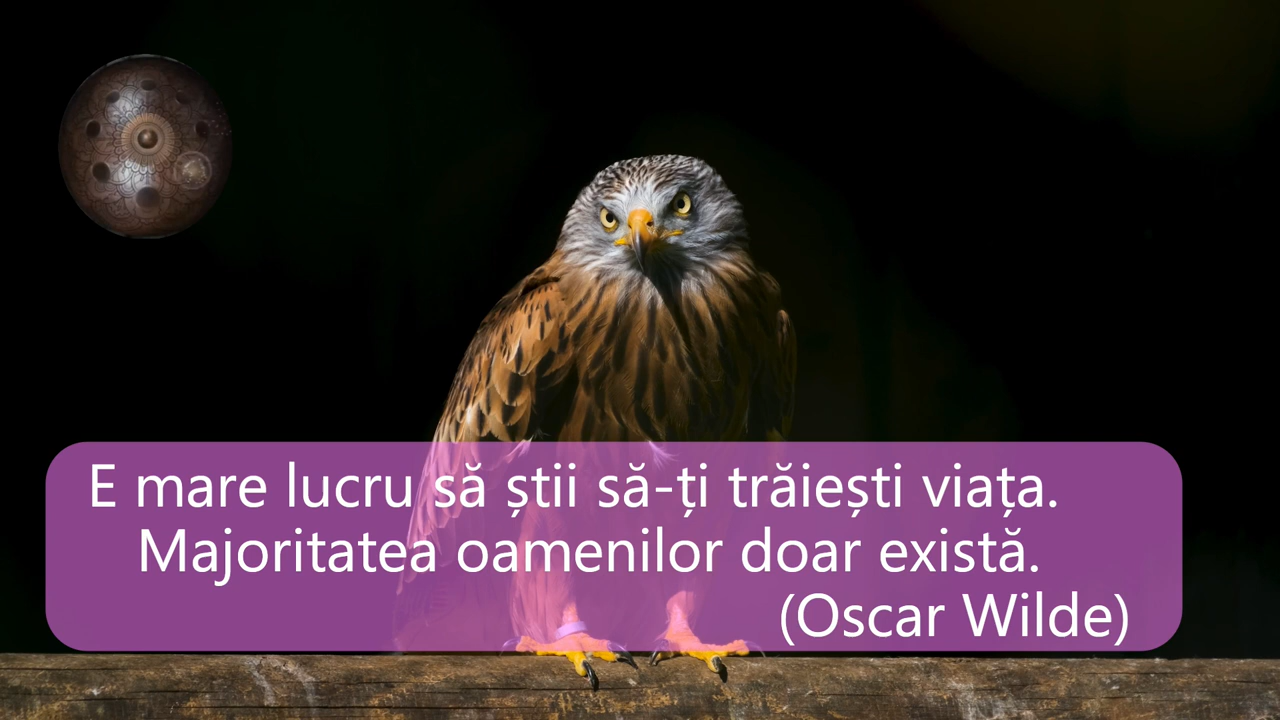 E mare lucru să știi să-ți trăiești viața.
Majoritatea oamenilor doar există.
(Oscar Wilde)